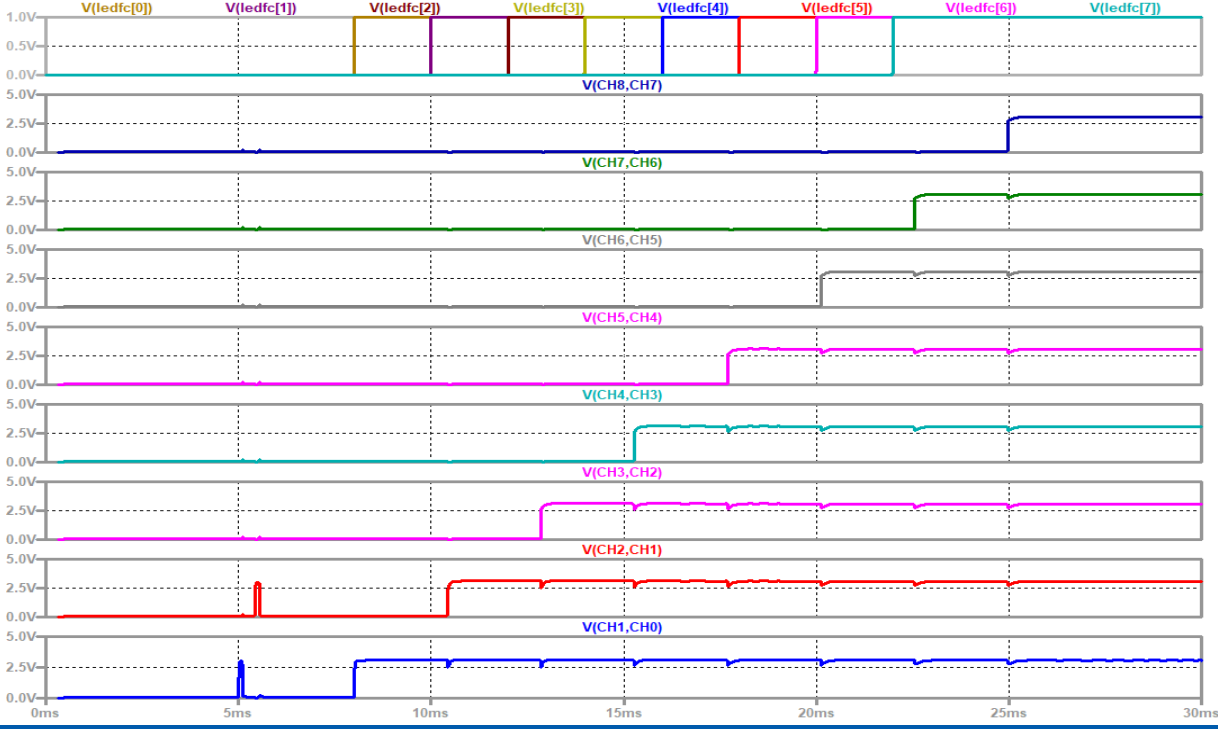 V(ledfc[0]) V(ledfc[1]) V(ledfc[2]) V(ledfc[3]) V(ledfc[4]) V(ledfc[5]) V(ledfc[6]) V(ledfc[7])
1.0V
0.5V
0.0V
V(CH8,CH7)
5.0V
2.5V
0.0V
V(CH7,CH6)
5.0V
2.5V
0.0V
V(CH6,CH5)
5.0V
2.5V
0.0V
V(CH5,CH4)
5.0V
2.5V
0.0V
V(CH4,CH3)
5.0V
2.5V
0.0V
V(CH3,CH2)
5.0V
2.5V
0.0V
V(CH2,CH1)
5.0V
2.5V
0.0V
V(CH1,CH0)
5.0V
2.5V
0.0V
0ms 5ms 10ms 15ms 20ms 25ms 30ms